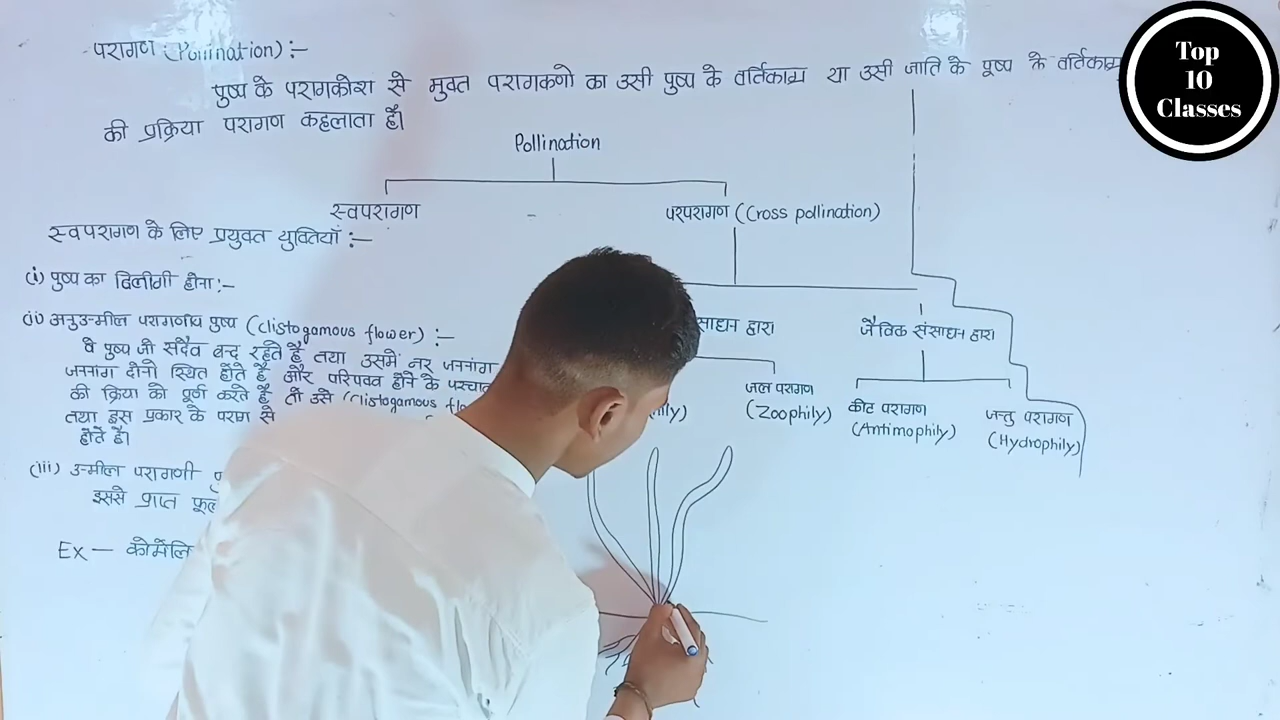 परागण (Pollination) :-
पुष्प के परागकोश से मुक्त परागकणो का उसी पुष्प के वर्तिकाग्र या उसी जाति के पुष्प के वर्तिकाग्र
की प्रक्रिया परागण कहलाता है।
Pollination
स्वपरागण
परपरागण (Cross pollination)
स्वपरागण के लिए प्रयुक्त युक्तियाँ :-
(i) पुष्प का द्विलींगी होना :-
(ii) अनुउन्मील परागणीय पुष्प (Clistogamous flower) :-
वे पुष्प जो सदैव बन्द रहते है तथा उसमें नर जननांग
जननांग दोनो स्थित होते है और परिपक्व होने के पश्चात
की क्रिया को पूर्ण करते है तो उसे (Clistogamous
तथा इस प्रकार के परागण से
होते है।
(iii) उन्मील परागणी
इससे प्राप्त
Ex —
संसाधन द्वारा
जैविक संसाधन द्वारा
जल परागण
(Zoophily)
कीट परागण
(Antimophily)
जन्तु परागण
(Hydrophily)
Top
10
Classes